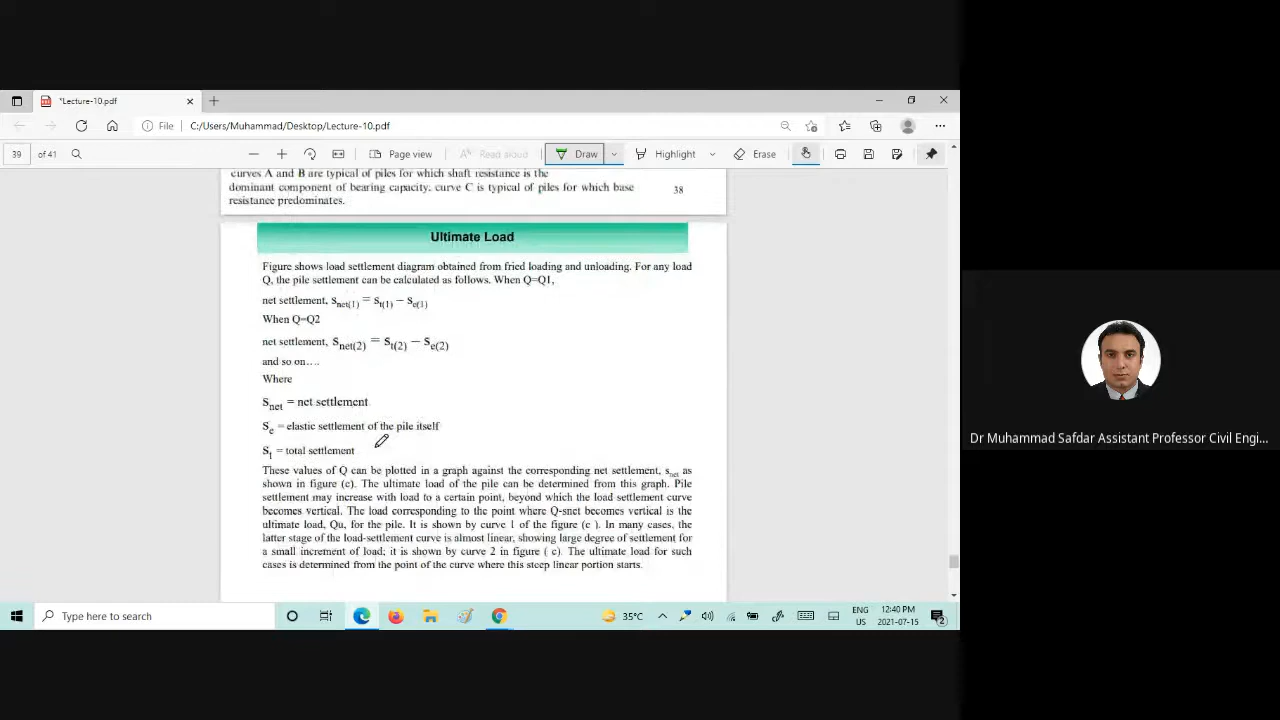 *Lecture-10.pdf
File
C:/Users/Muhammad/Desktop/Lecture-10.pdf
39 of 41
Page view
Read aloud
Draw
Highlight
Erase
curves A and B are typical of piles for which shaft resistance is the
dominant component of bearing capacity, curve C is typical of piles for which base
resistance predominates.
38
Ultimate Load
Figure shows load settlement diagram obtained from fried loading and unloading. For any load
Q, the pile settlement can be calculated as follows. When Q=Q1,
net settlement, Snet(1) = St(1) − Se(1)
When Q=Q2
net settlement, Snet(2) = St(2) − Se(2)
and so on….
Where
Snet = net settlement
Se = elastic settlement of the pile itself
St = total settlement
These values of Q can be plotted in a graph against the corresponding net settlement, snet as
shown in figure (c). The ultimate load of the pile can be determined from this graph. Pile
settlement may increase with load to a certain point, beyond which the load-settlement curve
becomes vertical. The load corresponding to the point where Q-snet becomes vertical is the
ultimate load, Qu, for the pile. It is shown by curve 1 of the figure (c ). In many cases, the
latter stage of the load-settlement curve is almost linear, showing large degree of settlement for
a small increment of load; it is shown by curve 2 in figure ( c). The ultimate load for such
cases is determined from the point of the curve where this steep linear portion starts.
Dr Muhammad Safdar Assistant Professor Civil Engi...
Type here to search
35°C
ENG
US
12:40 PM
2021-07-15
2